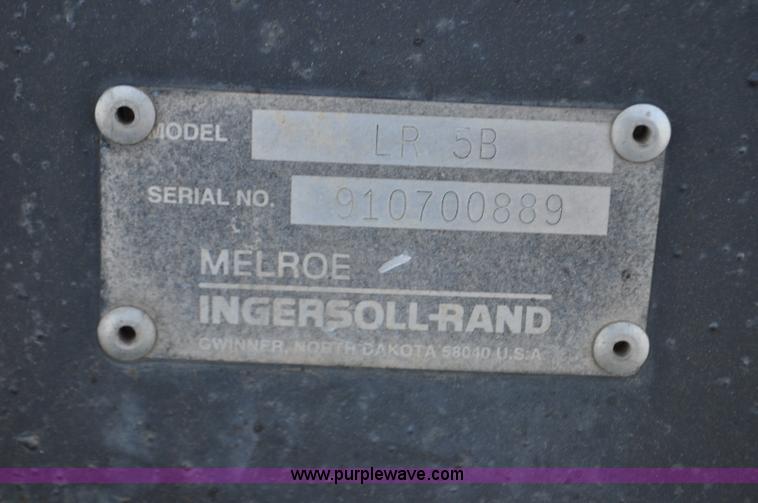 MODEL LR 5B
SERIAL NO. 910700889
MELROE
INGERSOLL-RAND
GWINNER, NORTH DAKOTA 58040 U.S.A
www.purplewave.com